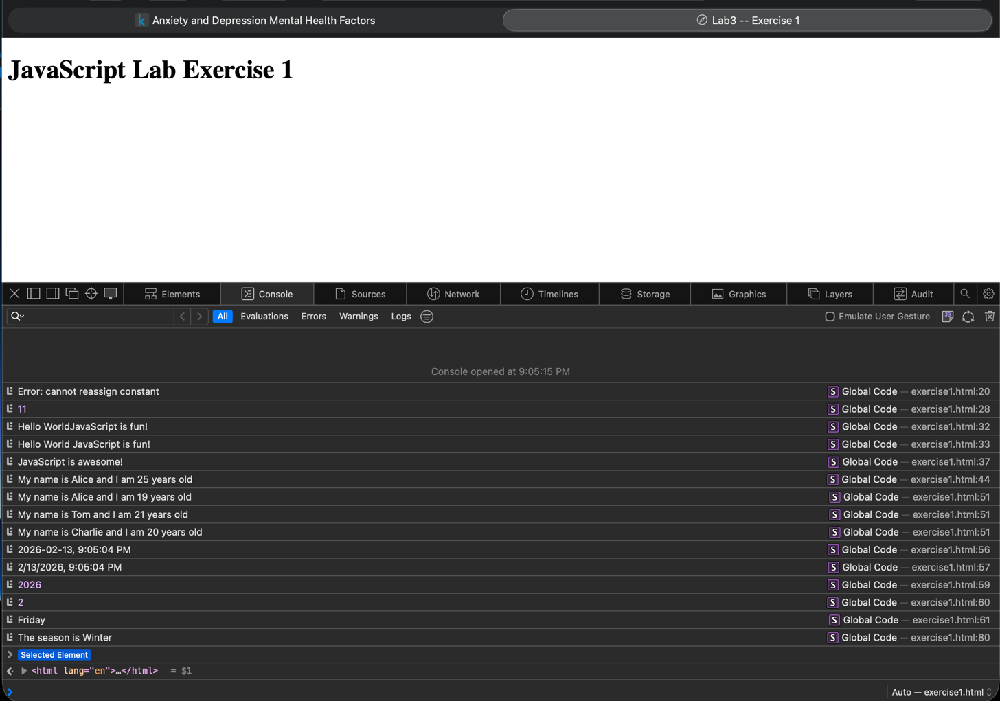 k Anxiety and Depression Mental Health Factors
Lab3 -- Exercise 1
JavaScript Lab Exercise 1
Elements Console Sources Network Timelines Storage Graphics Layers Audit
All Evaluations Errors Warnings Logs Emulate User Gesture JS
Console opened at 9:05:15 PM
Error: cannot reassign constant S Global Code — exercise1.html:20
11 S Global Code — exercise1.html:28
Hello WorldJavaScript is fun! S Global Code — exercise1.html:32
Hello World JavaScript is fun! S Global Code — exercise1.html:33
JavaScript is awesome! S Global Code — exercise1.html:37
My name is Alice and I am 25 years old S Global Code — exercise1.html:44
My name is Alice and I am 19 years old S Global Code — exercise1.html:51
My name is Tom and I am 21 years old S Global Code — exercise1.html:51
My name is Charlie and I am 20 years old S Global Code — exercise1.html:51
2026-02-13, 9:05:04 PM S Global Code — exercise1.html:56
2/13/2026, 9:05:04 PM S Global Code — exercise1.html:57
2026 S Global Code — exercise1.html:59
2 S Global Code — exercise1.html:60
Friday S Global Code — exercise1.html:61
The season is Winter S Global Code — exercise1.html:80
Selected Element
<html lang="en">…</html> = $1
Auto — exercise1.html